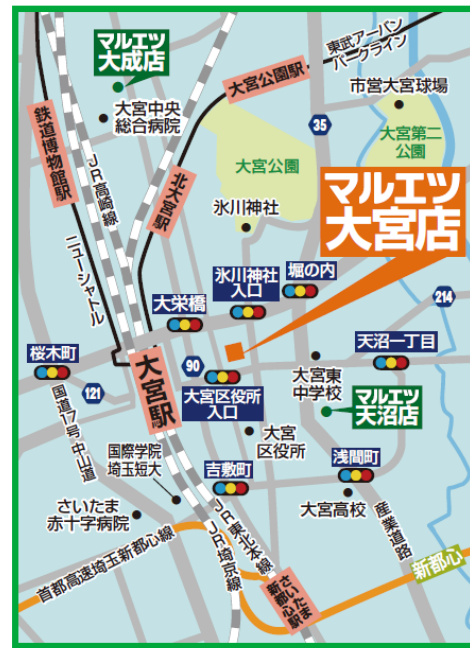 マルエツ
大成店
東武アーバン
パークライン
大宮公園駅
市営大宮球場
大宮中央
総合病院
35
大宮第二
公園
鉄道博物館駅
JR高崎線
北大宮駅
大宮公園
マルエツ
大宮店
氷川神社
ニューシャトル
氷川神社
入口
堀の内
214
大栄橋
桜木町
天沼一丁目
大宮駅
90
大宮東
中学校
121
大宮区役所
入口
マルエツ
天沼店
国道17号 中山道
大宮
区役所
国際学院
埼玉短大
吉敷町
浅間町
さいたま
赤十字病院
大宮高校
JR東北本線
JR埼京線
産業道路
首都高速埼玉新都心線
さいたま
新都心駅
新都心